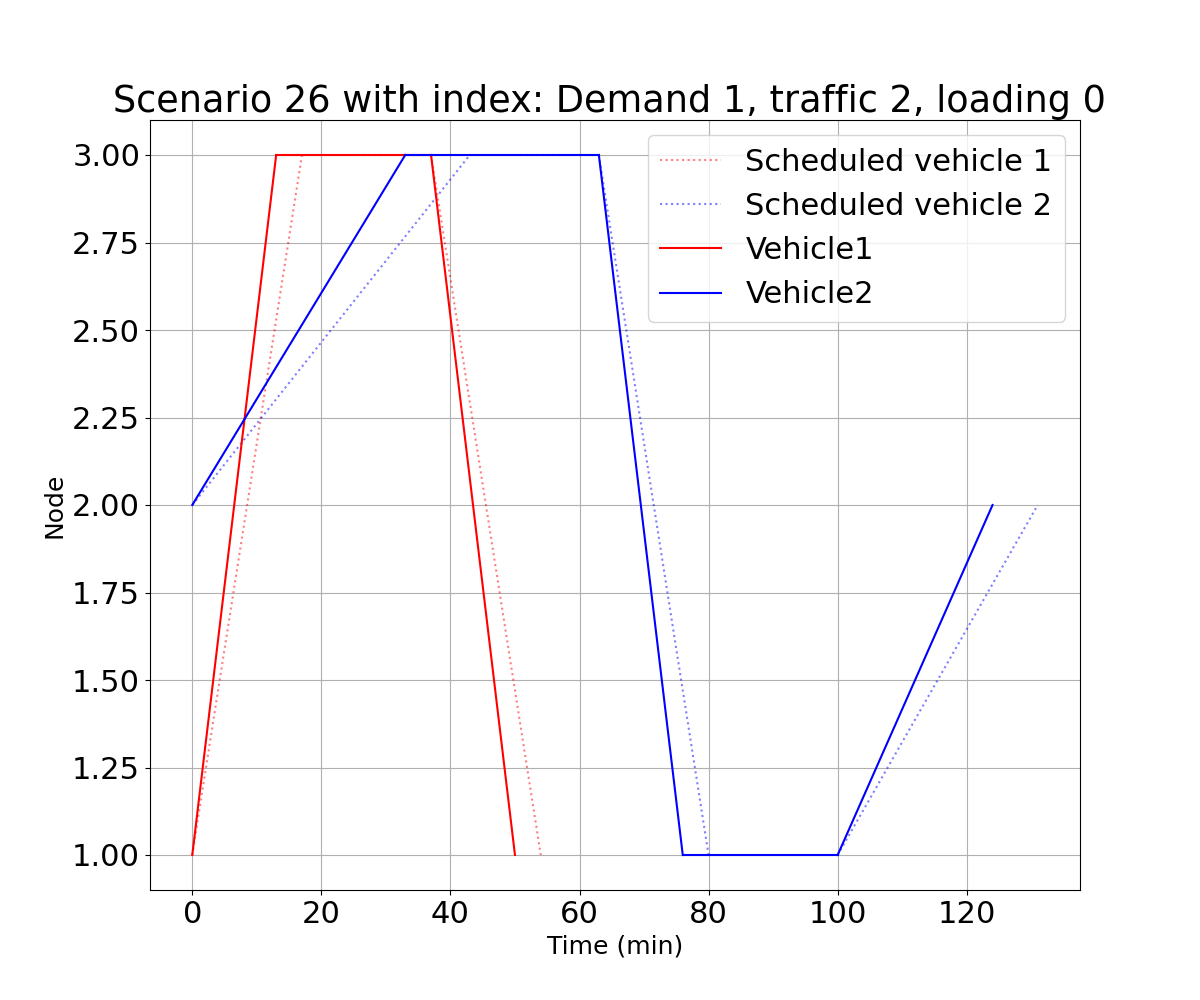 Scenario 26 with index: Demand 1, traffic 2, loading 0
Scheduled vehicle 1
Scheduled vehicle 2
Vehicle1
Vehicle2
Node
3.00
2.75
2.50
2.25
2.00
1.75
1.50
1.25
1.00
0 20 40 60 80 100 120
Time (min)